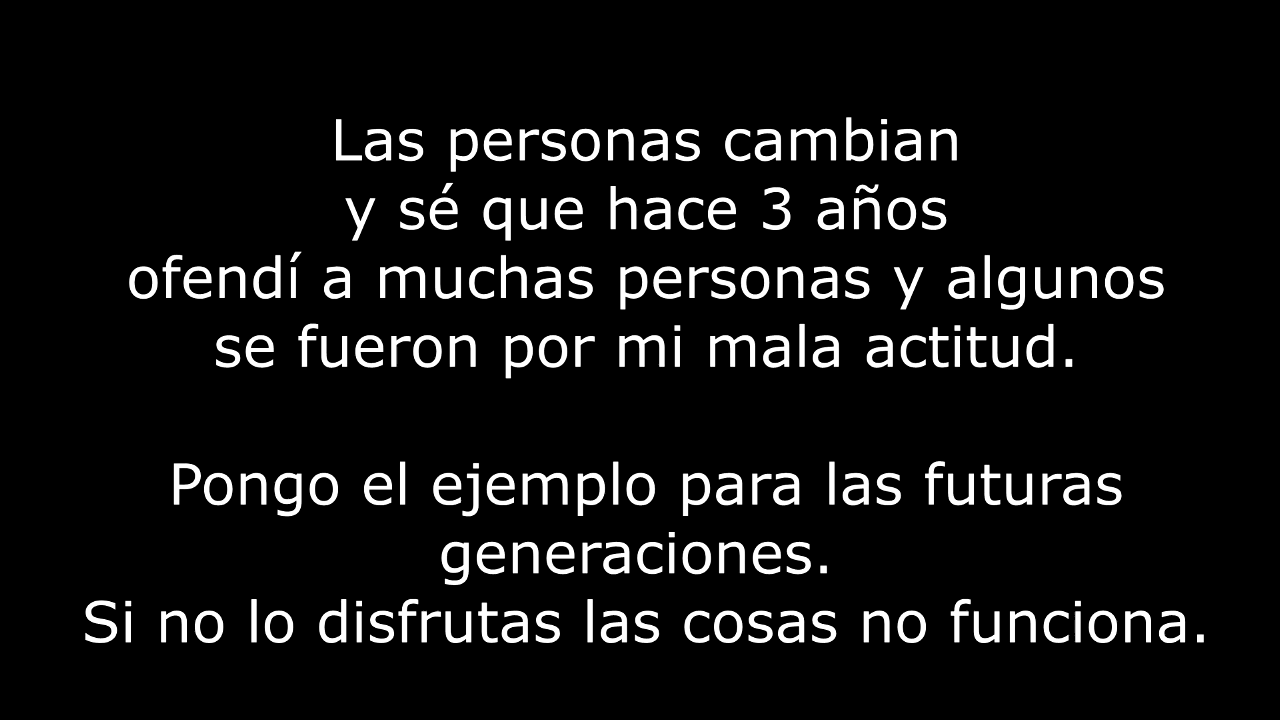 Las personas cambian
y sé que hace 3 años
ofendí a muchas personas y algunos
se fueron por mi mala actitud.
Pongo el ejemplo para las futuras
generaciones.
Si no lo disfrutas las cosas no funciona.